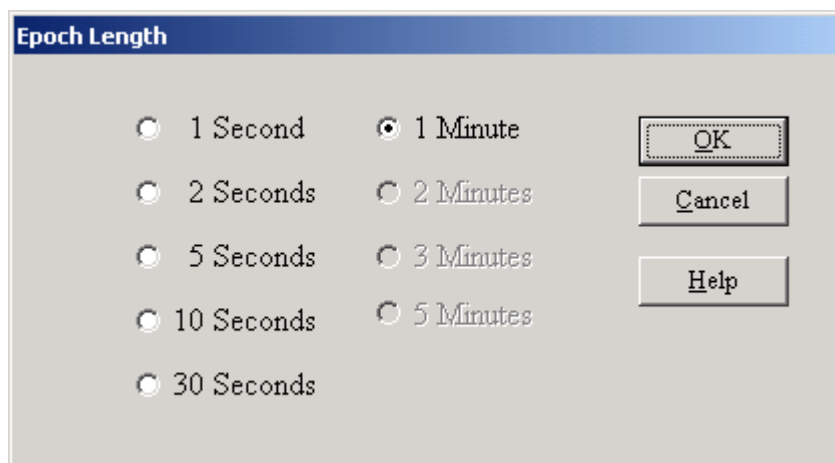 Epoch Length
1 Second
2 Seconds
5 Seconds
10 Seconds
30 Seconds
1 Minute
2 Minutes
3 Minutes
5 Minutes
OK
Cancel
Help